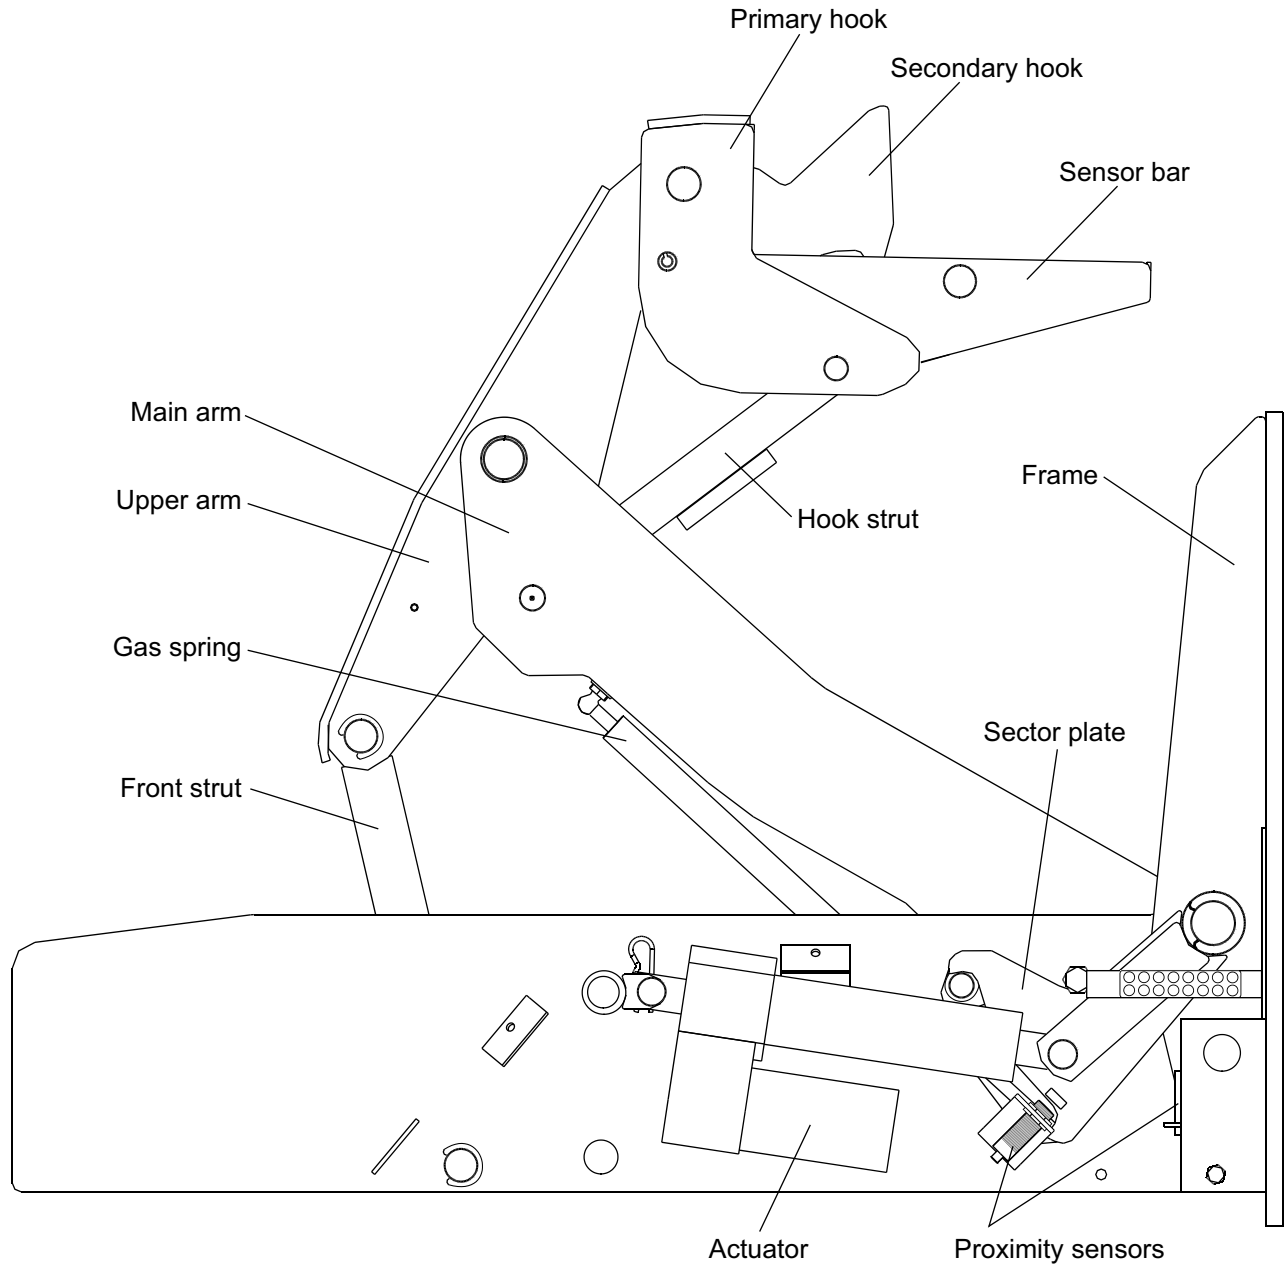 Primary hook
Secondary hook
Sensor bar
Main arm
Frame
Upper arm
Hook strut
Gas spring
Sector plate
Front strut
Actuator
Proximity sensors